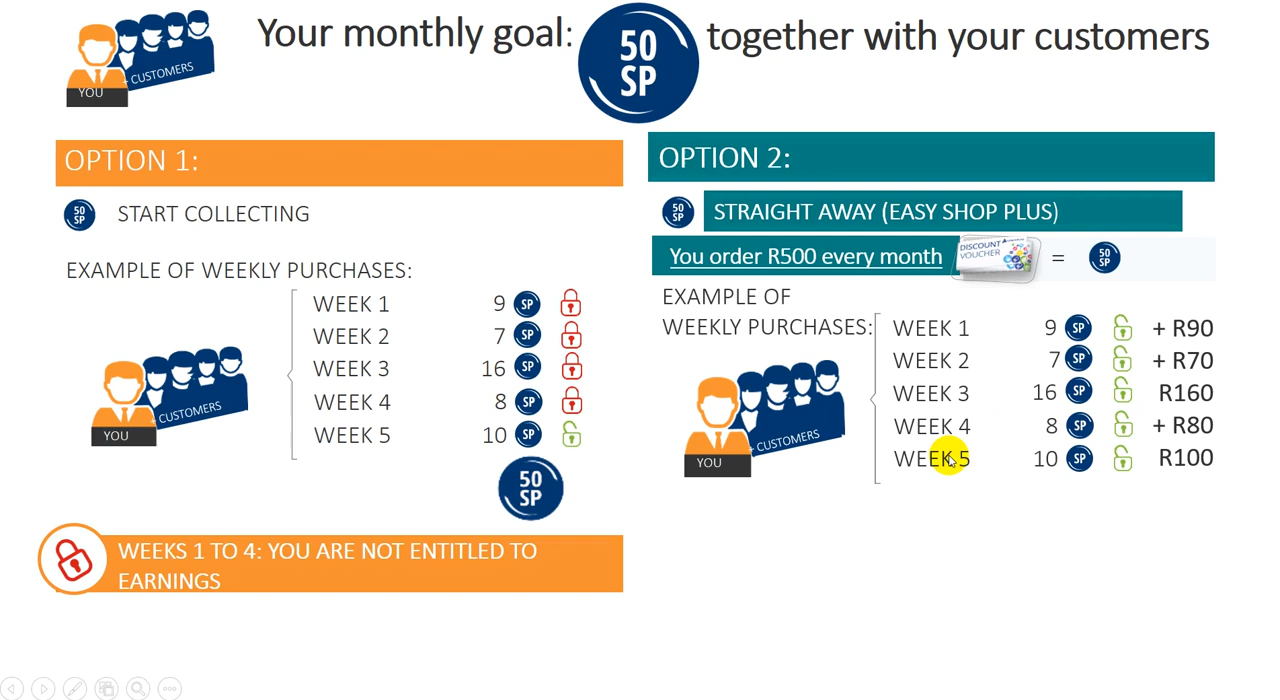 Your monthly goal: 50 SP together with your customers
YOU + CUSTOMERS
OPTION 1:
50 SP START COLLECTING
EXAMPLE OF WEEKLY PURCHASES:
WEEK 1 9 SP
WEEK 2 7 SP
WEEK 3 16 SP
WEEK 4 8 SP
WEEK 5 10 SP
YOU CUSTOMERS
50 SP
WEEKS 1 TO 4: YOU ARE NOT ENTITLED TO
EARNINGS
OPTION 2:
50 SP STRAIGHT AWAY (EASY SHOP PLUS)
You order R500 every month DISCOUNT VOUCHER = 50 SP
EXAMPLE OF
WEEKLY PURCHASES:
WEEK 1 9 SP + R90
WEEK 2 7 SP + R70
WEEK 3 16 SP R160
WEEK 4 8 SP + R80
WEEK 5 10 SP R100
YOU + CUSTOMERS